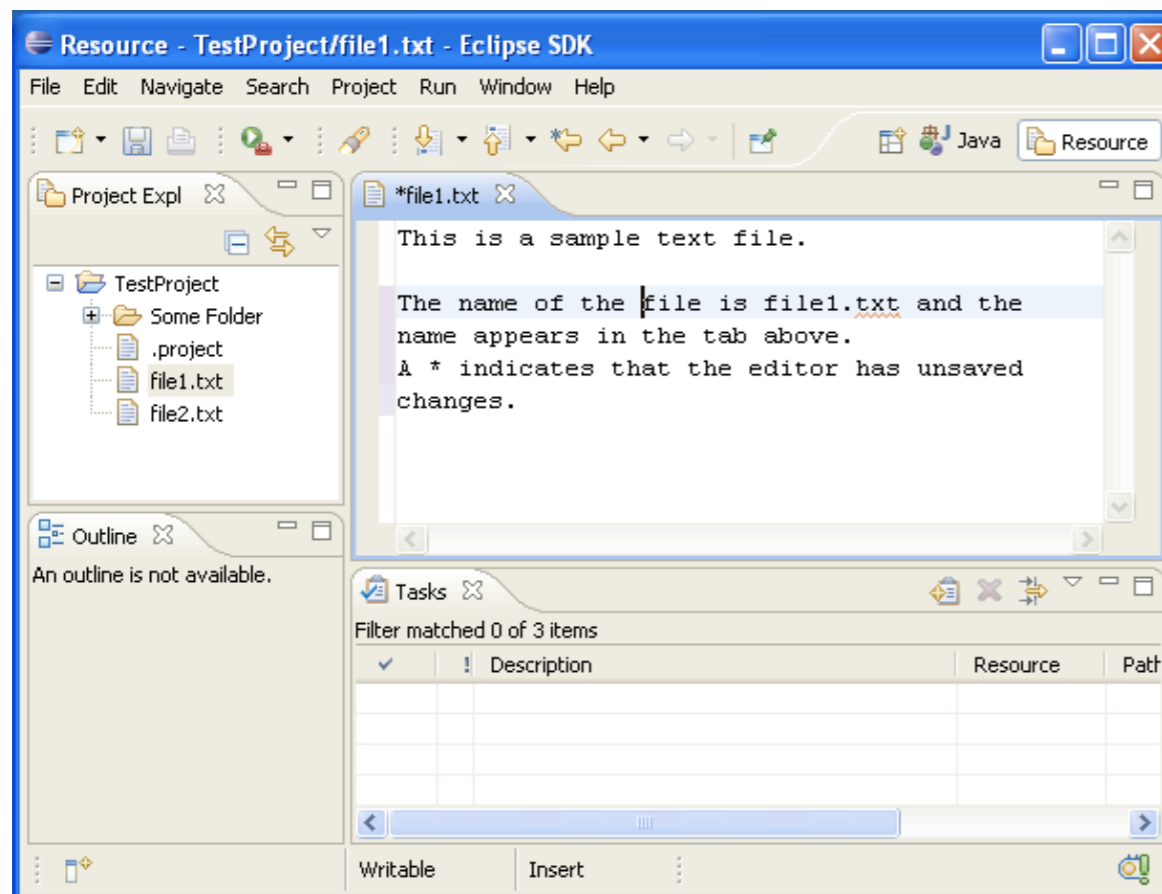 Resource - TestProject/file1.txt - Eclipse SDK
File Edit Navigate Search Project Run Window Help
Java Resource
Project Expl
TestProject
Some Folder
.project
file1.txt
file2.txt
*file1.txt
This is a sample text file.
The name of the file is file1.txt and the
name appears in the tab above.
A * indicates that the editor has unsaved
changes.
Outline
An outline is not available.
Tasks
Filter matched 0 of 3 items
! Description Resource Path
Writable Insert